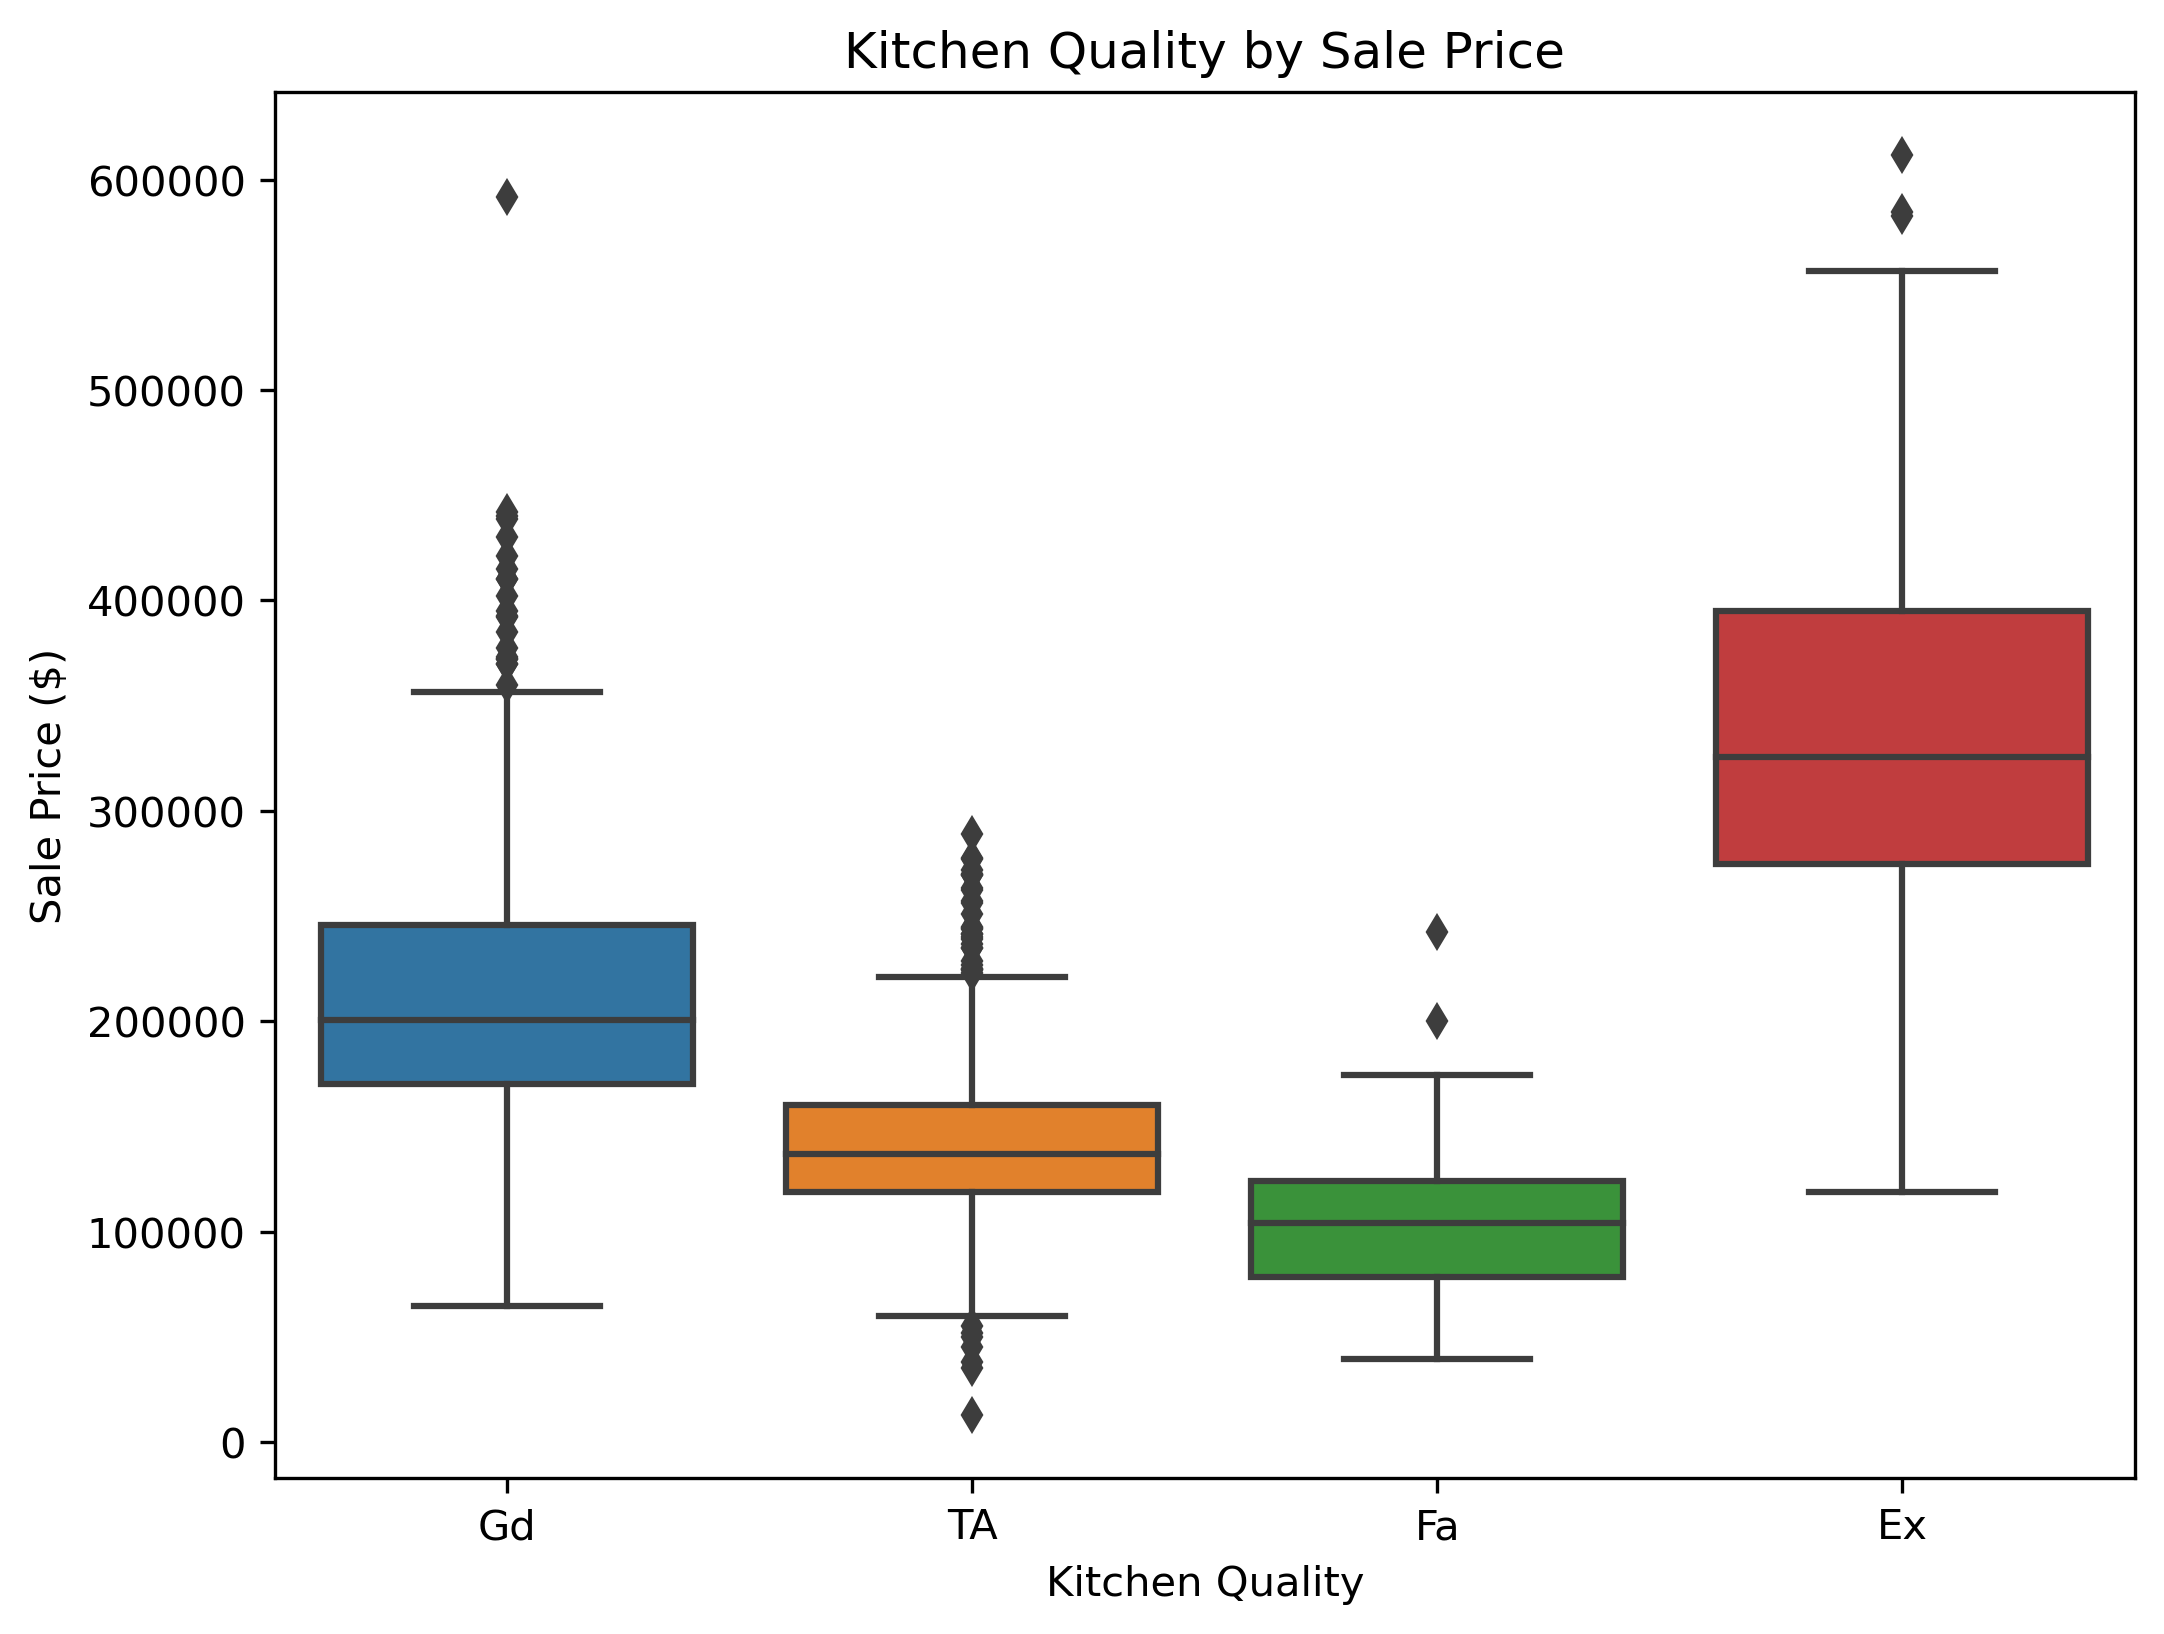 Kitchen Quality by Sale Price
Sale Price ($)
600000
500000
400000
300000
200000
100000
0
Gd TA Fa Ex
Kitchen Quality